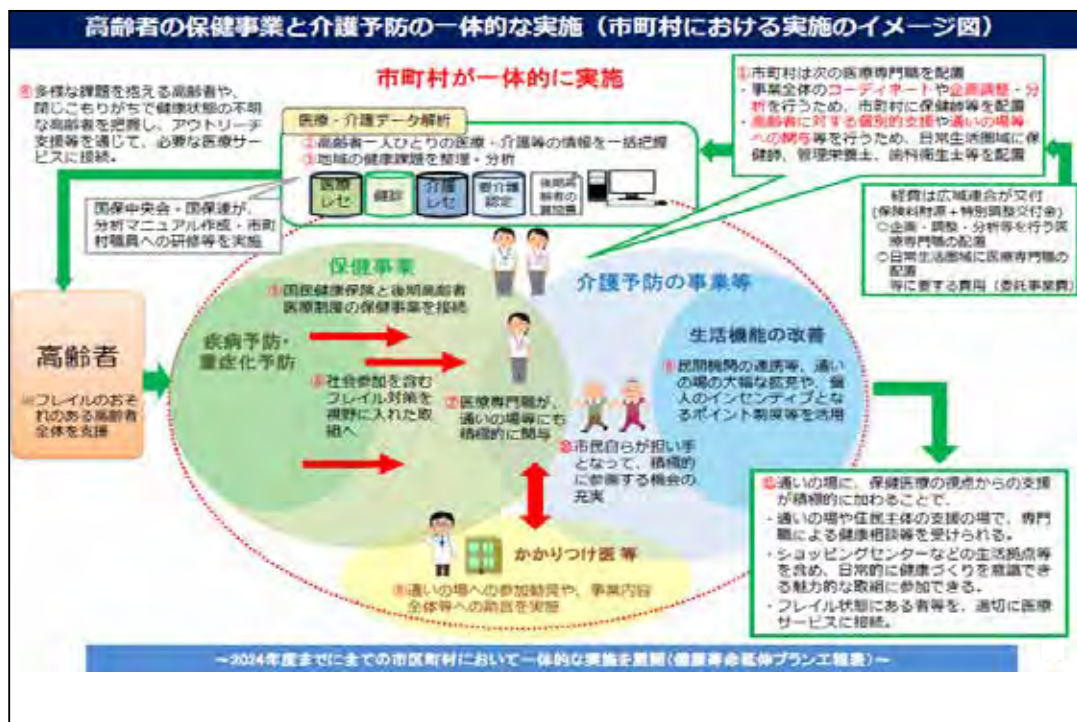 高齢者の保健事業と介護予防の一体的な実施（市町村における実施のイメージ図）
市町村が一体的に実施
④多様な課題を抱える高齢者や、
閉じこもりがちで健康状態の不明
な高齢者を把握し、アウトリーチ
支援等を通じて、必要な医療サー
ビスに接続。
医療・介護データ解析
②高齢者一人ひとりの医療・介護等の情報を一括把握
③地域の健康課題を整理・分析
医療
レセ
健診
介護
レセ
要介護
認定
後期高
齢者の
質問票
国保中央会・国保連が、
分析マニュアル作成・市町
村職員への研修等を実施
①市町村は次の医療専門職を配置
・事業全体のコーディネートや企画調整・分
析を行うため、市町村に保健師等を配置
・高齢者に対する個別的支援や通いの場等
への関与等を行うため、日常生活圏域に保
健師、管理栄養士、歯科衛生士等を配置
経費は広域連合が交付
(保険料財源＋特別調整交付金)
○企画・調整・分析等を行う医
療専門職の配置
○日常生活圏域に医療専門職の
配置
等に要する費用（委託事業費）
高齢者
※フレイルのおそ
れのある高齢者
全体を支援
保健事業
国民健康保険と後期高齢者
医療制度の保健事業を接続
疾病予防・
重症化予防
社会参加を含む
フレイル対策を
視野に入れた取
組へ
⑦医療専門職が、
通いの場等にも
積極的に関与
介護予防の事業等
生活機能の改善
民間機関の連携等、通い
の場の大幅な拡充や、個
人のインセンティブとな
るポイント制度等を活用
⑩市民自らが担い手
となって、積極的
に参画する機会の
充実
かかりつけ医 等
通いの場への参加勧奨や、事業内容
全体等への助言を実施
通いの場に、保健医療の視点からの支援
が積極的に加わることで、
・通いの場や住民主体の支援の場で、専門
職による健康相談等を受けられる。
・ショッピングセンターなどの生活拠点等
を含め、日常的に健康づくりを意識できる
魅力的な取組に参加できる。
・フレイル状態にある者等を、適切に医療
サービスに接続。
～2024年度までに全ての市区町村において一体的な実施を展開(健康寿命延伸プラン工程表)～